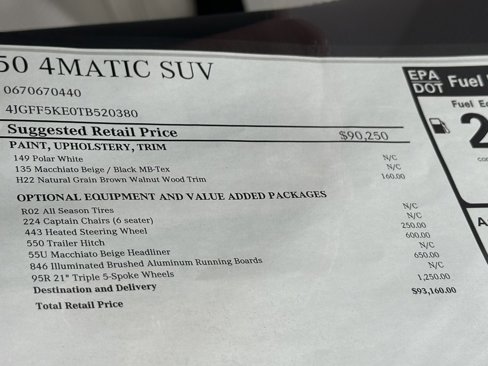 50 4MATIC SUV
0670670440
4JGFF5KE0TB520380
Suggested Retail Price $90,250
PAINT, UPHOLSTERY, TRIM
149 Polar White N/C
135 Macchiato Beige / Black MB-Tex N/C
H22 Natural Grain Brown Walnut Wood Trim 160.00
OPTIONAL EQUIPMENT AND VALUE ADDED PACKAGES
R02 All Season Tires N/C
224 Captain Chairs (6 seater) N/C
443 Heated Steering Wheel 250.00
550 Trailer Hitch 600.00
55U Macchiato Beige Headliner N/C
846 Illuminated Brushed Aluminum Running Boards 650.00
95R 21" Triple 5-Spoke Wheels N/C
Destination and Delivery 1,250.00
Total Retail Price $93,160.00
EPA
DOT
Fuel
Fuel Ec
2